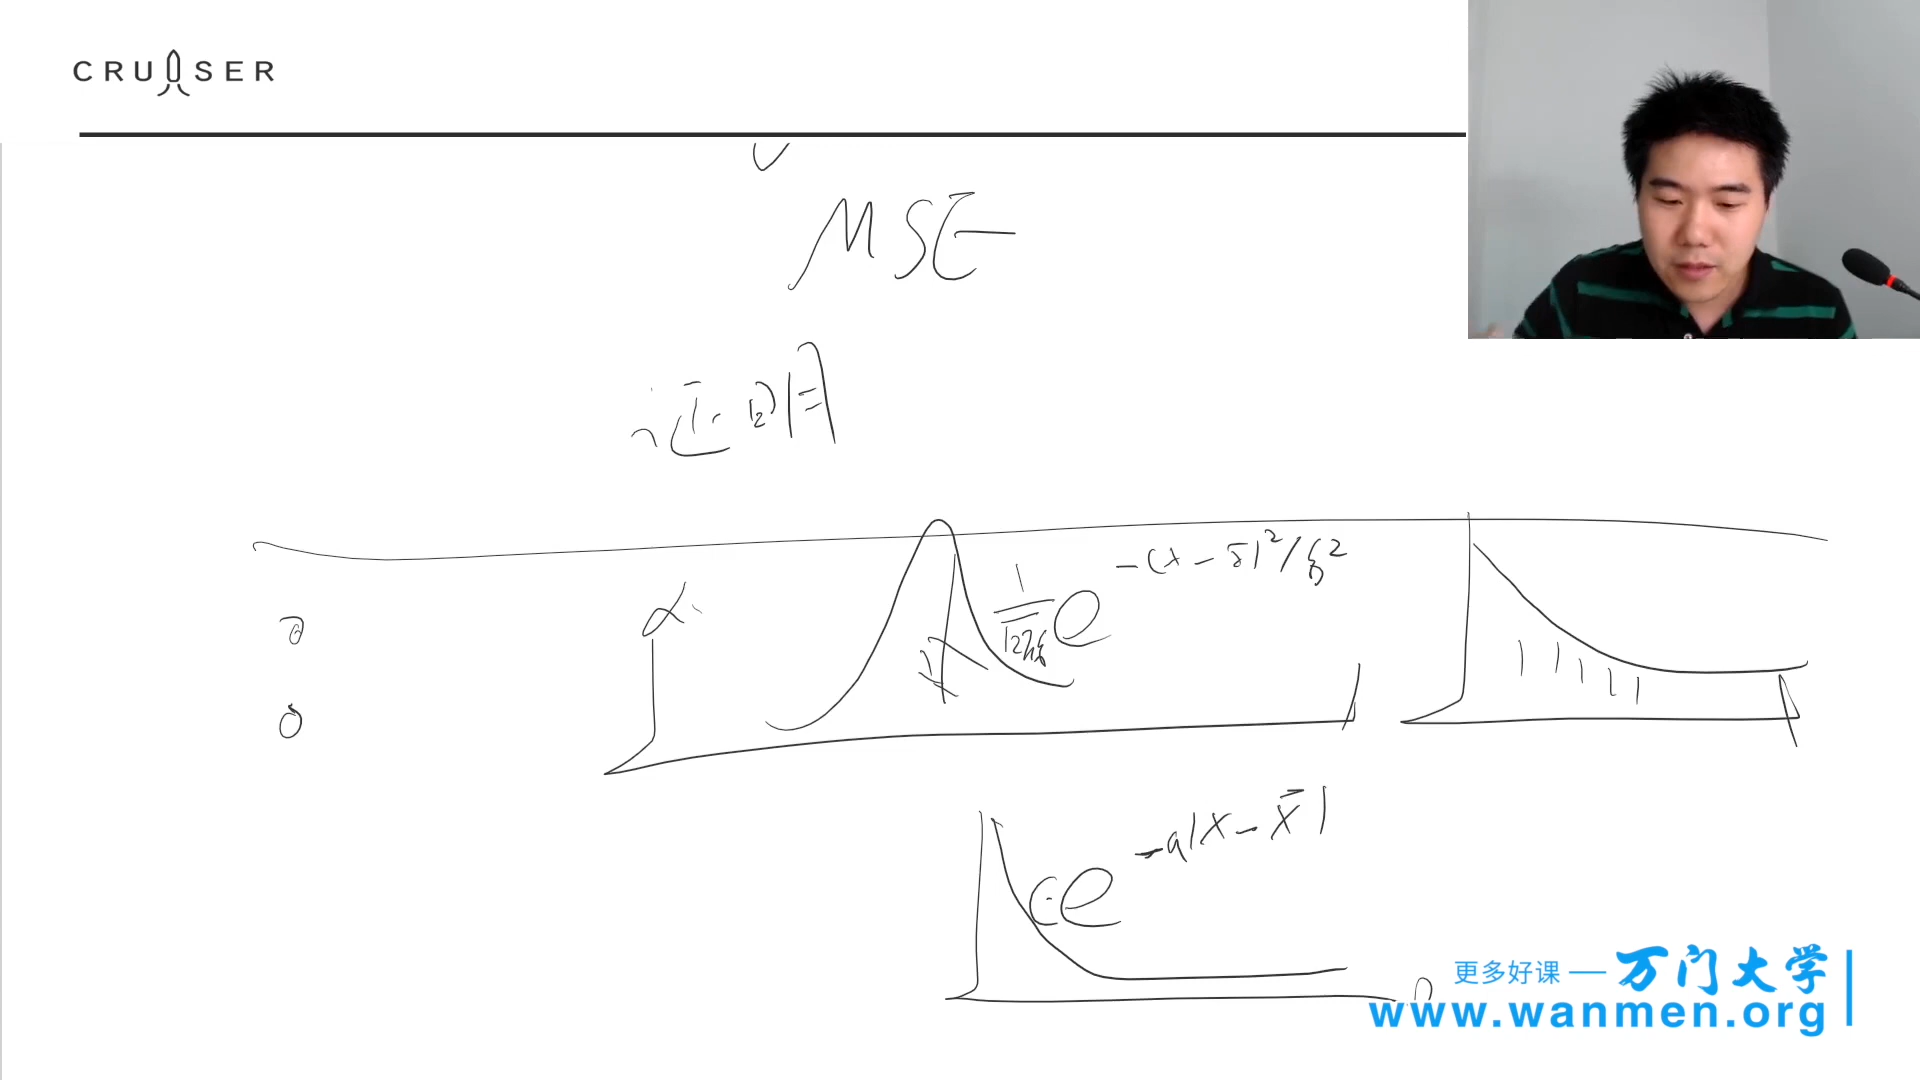 CRUISER
MSE
证明
α
1/√2πσ e^-(x-x̄)²/σ²
ce^-a|x-x̄|
更多好课 — 万门大学
www.wanmen.org